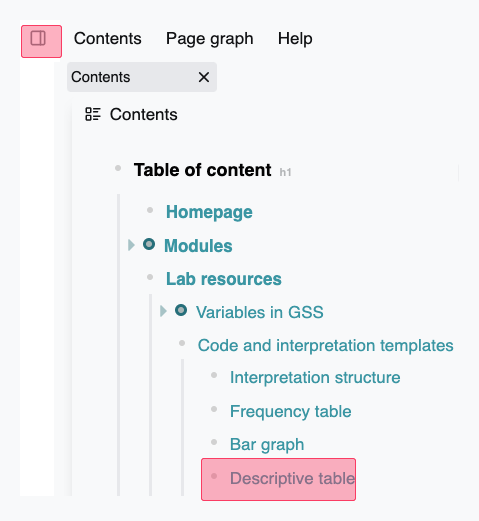 Contents Page graph Help
Contents
Contents
Table of content h1
Homepage
Modules
Lab resources
Variables in GSS
Code and interpretation templates
Interpretation structure
Frequency table
Bar graph
Descriptive table